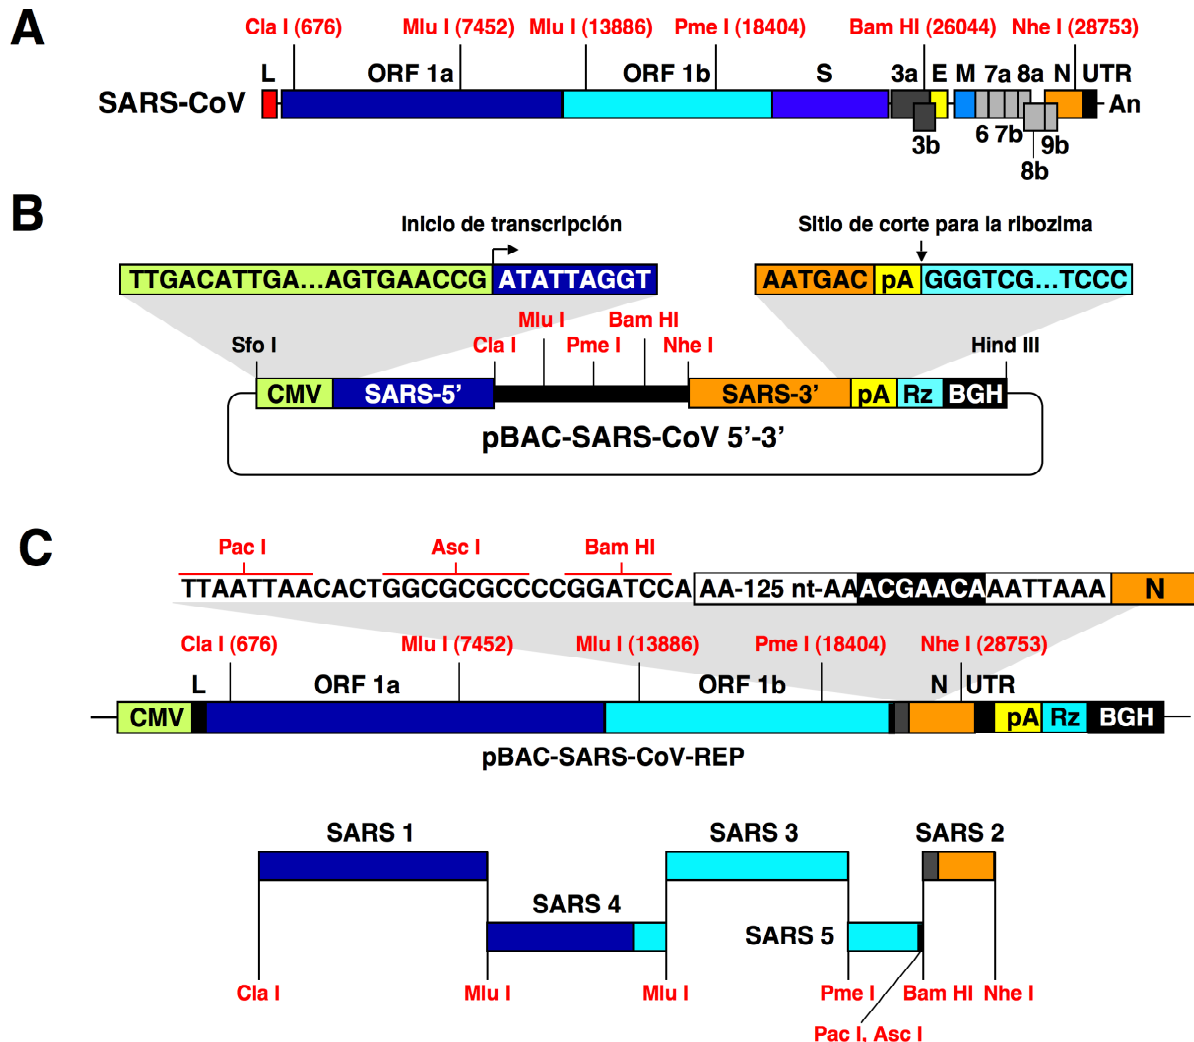 A
Cla I (676) Mlu I (7452) Mlu I (13886) Pme I (18404) Bam HI (26044) Nhe I (28753)
L ORF 1a ORF 1b S 3a E M 7a 8a N UTR
SARS-CoV An
3b 6 7b 9b
8b
B
Inicio de transcripción Sitio de corte para la ribozima
TTGACATTGA...AGTGAACCG ATATTAGGT AATGAC pA GGGTCG...TCCC
Mlu I Bam HI
Sfo I Cla I Pme I Nhe I Hind III
CMV SARS-5' SARS-3' pA Rz BGH
pBAC-SARS-CoV 5'-3'
C
Pac I Asc I Bam HI
TTAATTAACACTGGCGCGCCCCGGATCCA AA-125 nt-AAACGAACAAATTAAA N
Cla I (676) Mlu I (7452) Mlu I (13886) Pme I (18404) Nhe I (28753)
L ORF 1a ORF 1b N UTR
CMV pA Rz BGH
pBAC-SARS-CoV-REP
SARS 1 SARS 3 SARS 2
SARS 4
SARS 5
Cla I Mlu I Mlu I Pme I Bam HI Nhe I
Pac I, Asc I